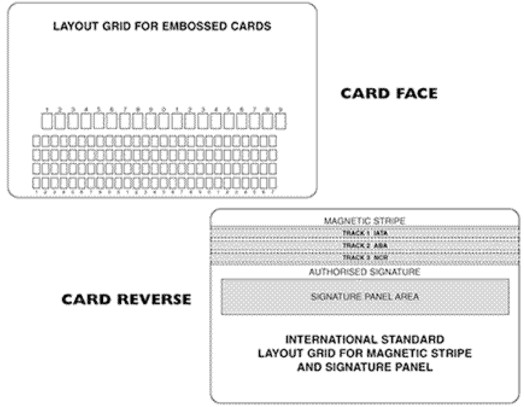 LAYOUT GRID FOR EMBOSSED CARDS
1 2 3 4 5 6 7 8 9 0 1 2 3 4 5 6 7 8 9
CARD FACE
MAGNETIC STRIPE
TRACK 1 IATA
TRACK 2 ABA
TRACK 3 NCR
AUTHORISED SIGNATURE
CARD REVERSE
SIGNATURE PANEL AREA
INTERNATIONAL STANDARD
LAYOUT GRID FOR MAGNETIC STRIPE
AND SIGNATURE PANEL